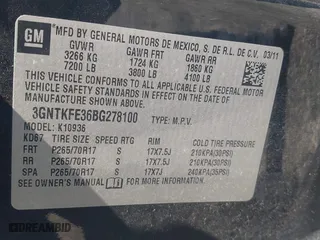 GM
MFD BY GENERAL MOTORS DE MEXICO, S. DE R.L. DE C.V. 03/11
GVWR GAWR FRT GAWR RR
3266 KG 1724 KG 1860 KG
7200 LB 3800 LB 4100 LB
THIS VEHICLE CONFORMS TO ALL APPLICABLE U.S. FEDERAL MOTOR
VEHICLE SAFETY STANDARDS IN EFFECT ON THE DATE OF
MANUFACTURE SHOWN ABOVE.
3GNTKFE36BG278100 TYPE: M.P.V.
MODEL: K10936
KD67 TIRE SIZE SPEED RTG RIM COLD TIRE PRESSURE
FRT P265/70R17 S 17X7.5J 210KPA(30PSI)
RR P265/70R17 S 17X7.5J 210KPA(30PSI)
SPA P265/70R17 S 17X7J 240KPA(35PSI)
SEE OWNER'S MANUAL FOR ADDITIONAL INFORMATION.
DREAMBID